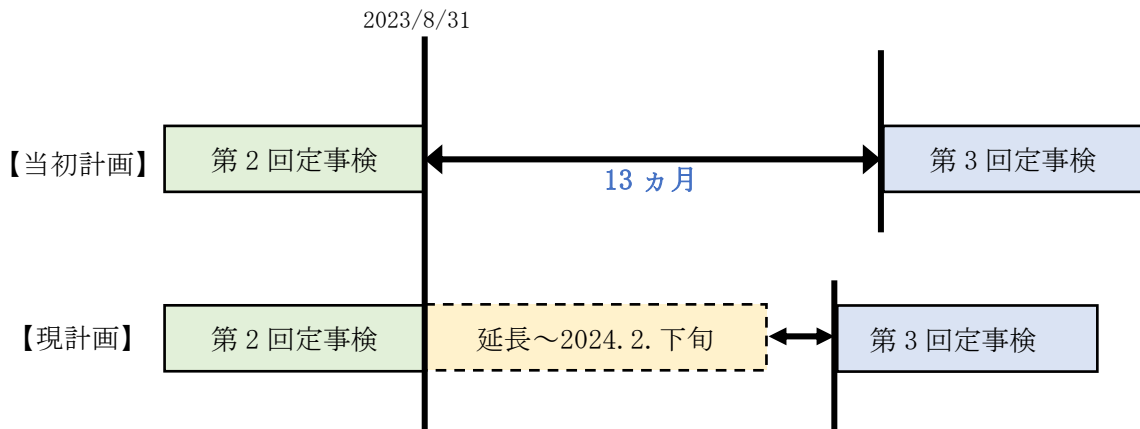 2023/8/31
【当初計画】
第2回定事検
13 ヵ月
第3回定事検
【現計画】
第2回定事検
延長～2024.2.下旬
第3回定事検